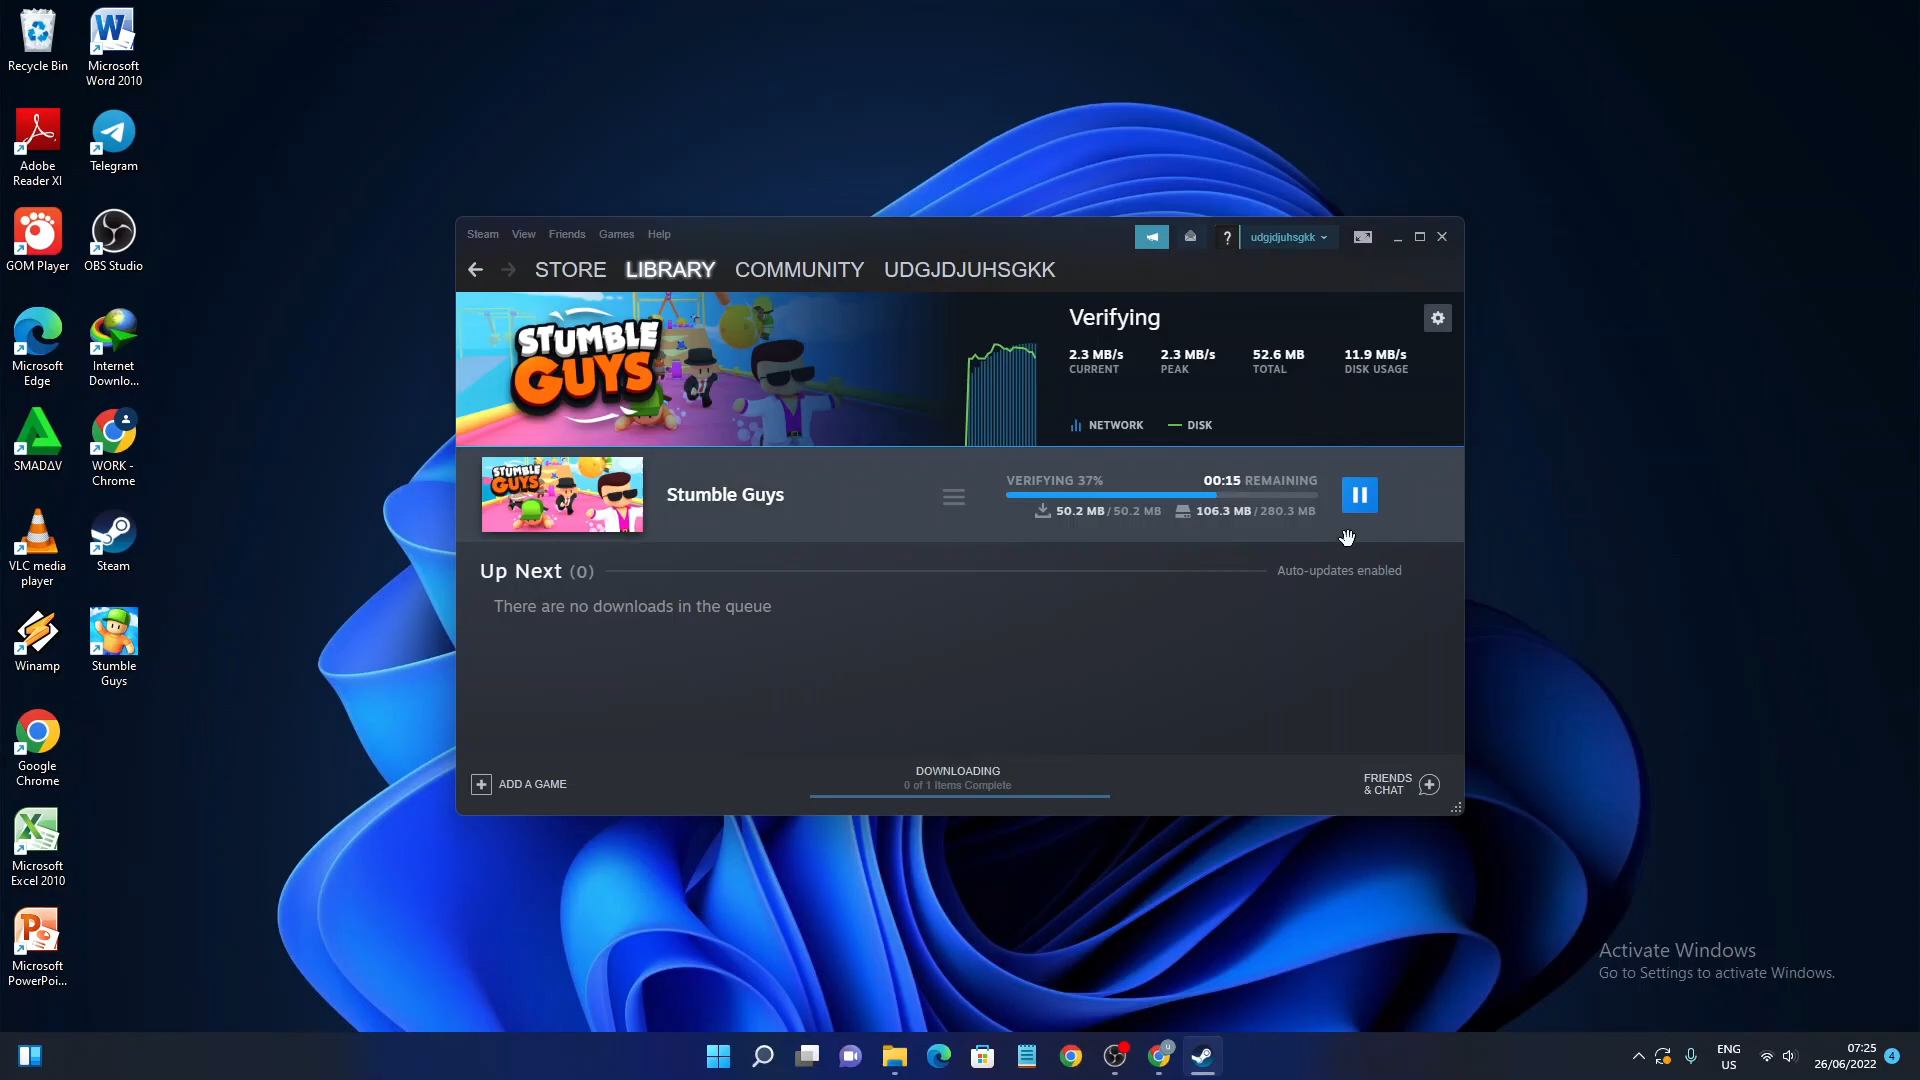 Recycle Bin
Microsoft
Word 2010
Adobe
Reader XI
Telegram
GOM Player
OBS Studio
Microsoft
Edge
Internet
Downlo...
SMADΔV
WORK -
Chrome
VLC media
player
Steam
Winamp
Stumble
Guys
Google
Chrome
Microsoft
Excel 2010
Microsoft
PowerPoi...
Steam View Friends Games Help
? udgjdjuhsgkk
STORE LIBRARY COMMUNITY UDGJDJUHSGKK
STUMBLE
GUYS
Verifying
2.3 MB/s 2.3 MB/s 52.6 MB 11.9 MB/s
CURRENT PEAK TOTAL DISK USAGE
NETWORK DISK
STUMBLE
GUYS
Stumble Guys
VERIFYING 37% 00:15 REMAINING
50.2 MB / 50.2 MB 106.3 MB / 280.3 MB
Up Next (0) Auto-updates enabled
There are no downloads in the queue
ADD A GAME
DOWNLOADING
0 of 1 Items Complete
FRIENDS
& CHAT
Activate Windows
Go to Settings to activate Windows.
ENG
US
07:25
26/06/2022
4